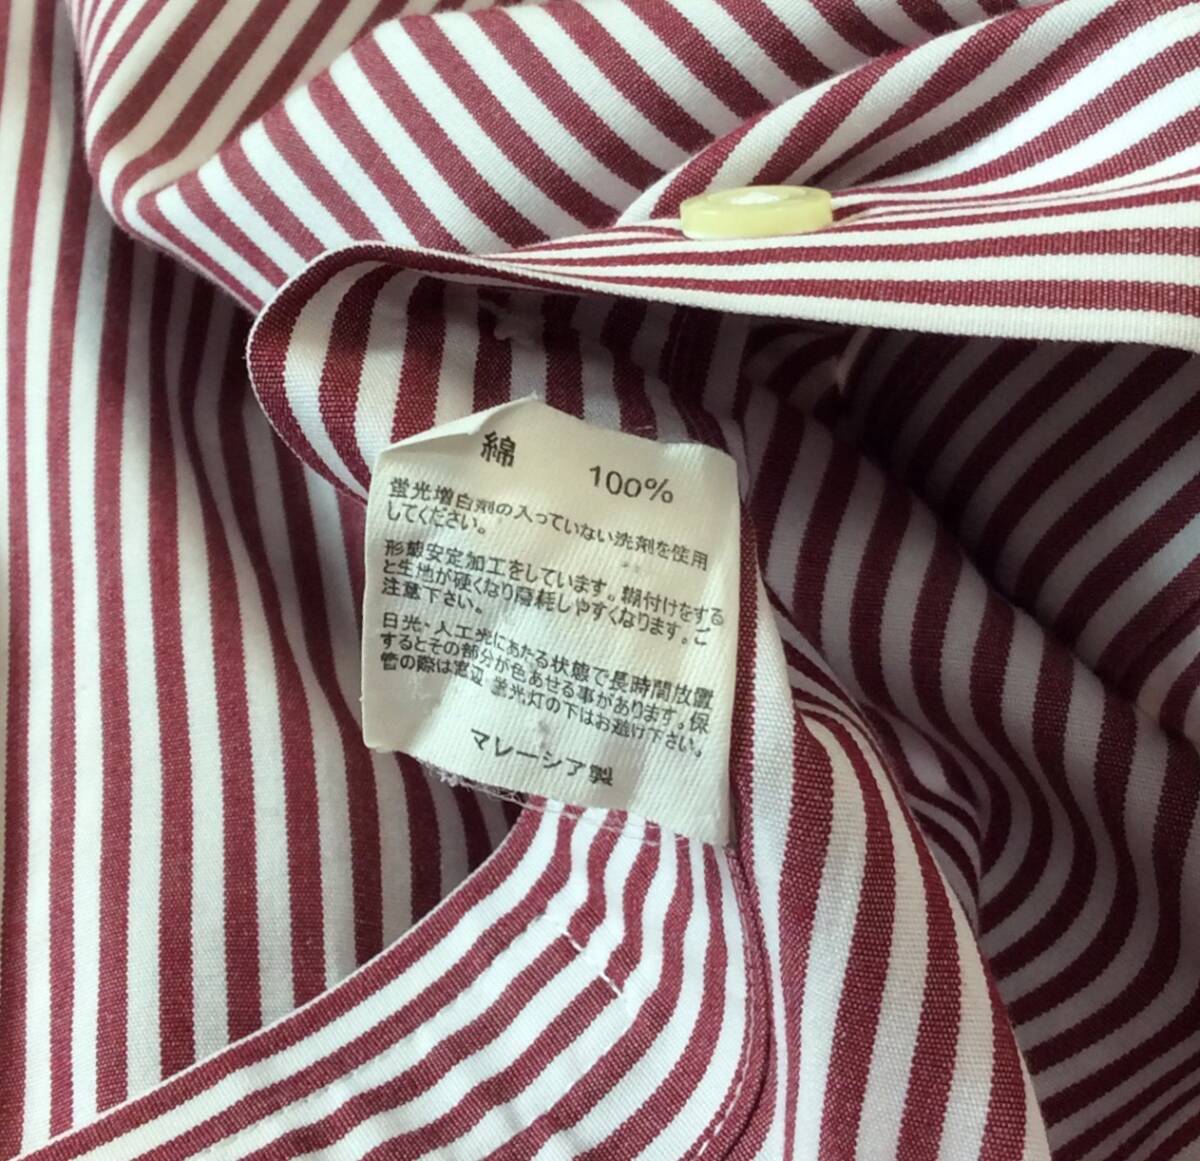 綿 100%
蛍光増白剤の入っていない洗剤を使用
してください。
形態安定加工をしています。糊付けをする
と生地が硬くなり磨耗しやすくなります。ご
注意下さい。
日光・人工光にあたる状態で長時間放置
するとその部分が色あせる事があります。保
管の際は窓辺 蛍光灯の下はお避け下さい。
マレーシア製